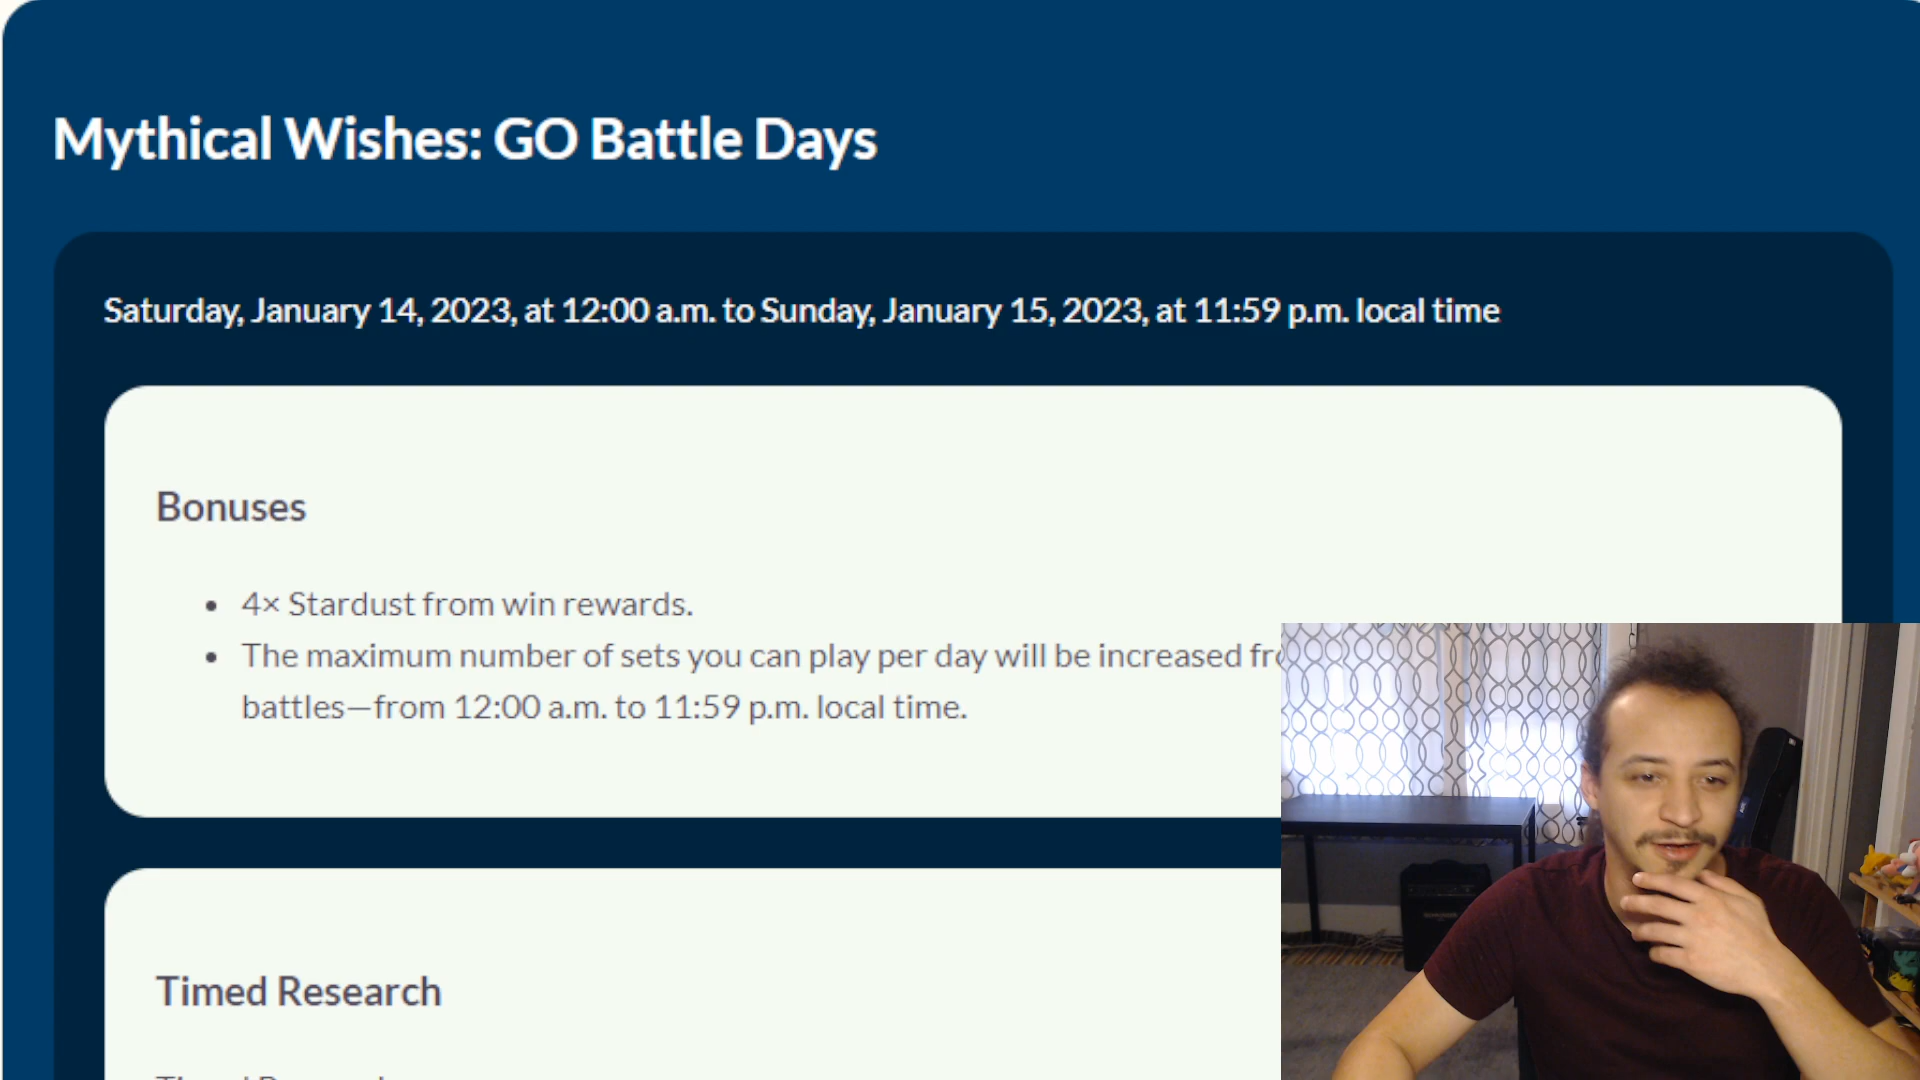 Mythical Wishes: GO Battle Days
Saturday, January 14, 2023, at 12:00 a.m. to Sunday, January 15, 2023, at 11:59 p.m. local time
Bonuses
• 4× Stardust from win rewards.
• The maximum number of sets you can play per day will be increased
battles—from 12:00 a.m. to 11:59 p.m. local time.
Timed Research